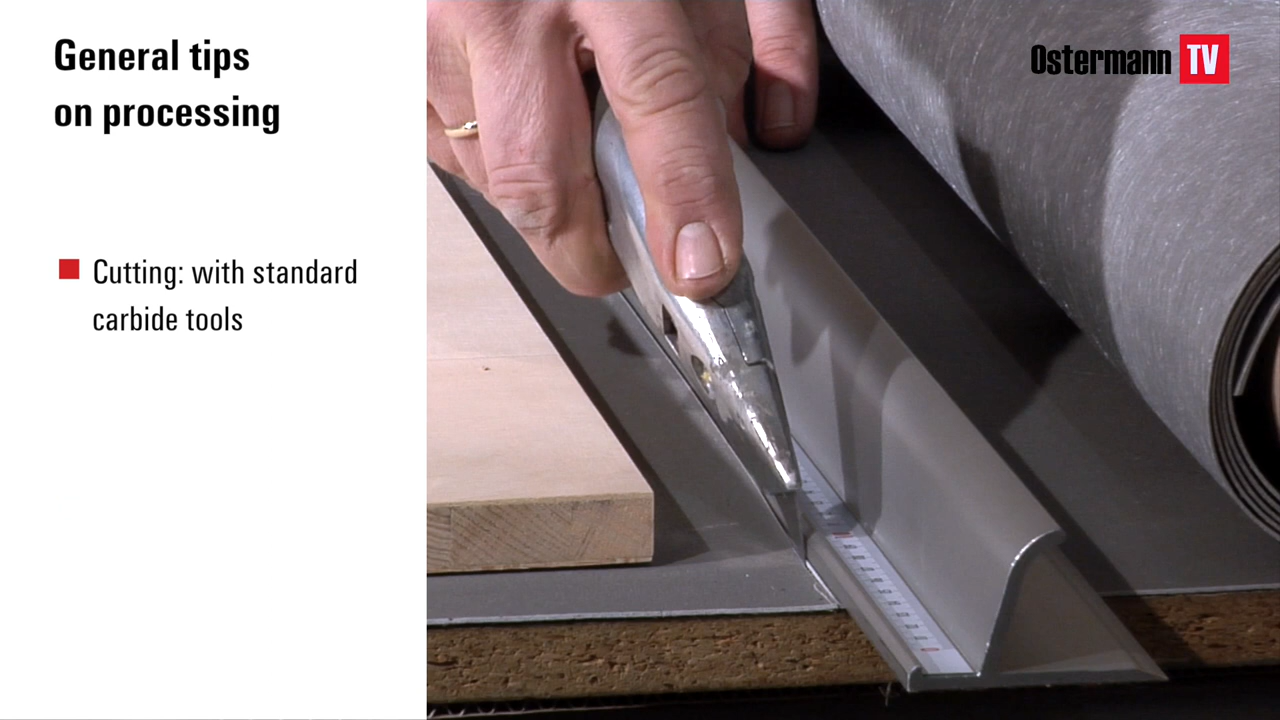 General tips
on processing
Cutting: with standard
carbide tools
Ostermann TV